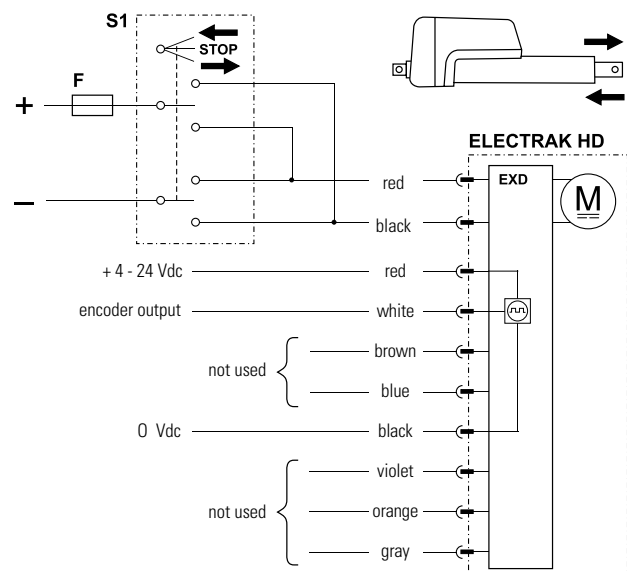 S1
STOP
F
+
–
ELECTRAK HD
EXD
M
red
black
+ 4 - 24 Vdc red
encoder output white
brown
not used
blue
0 Vdc black
violet
not used orange
gray